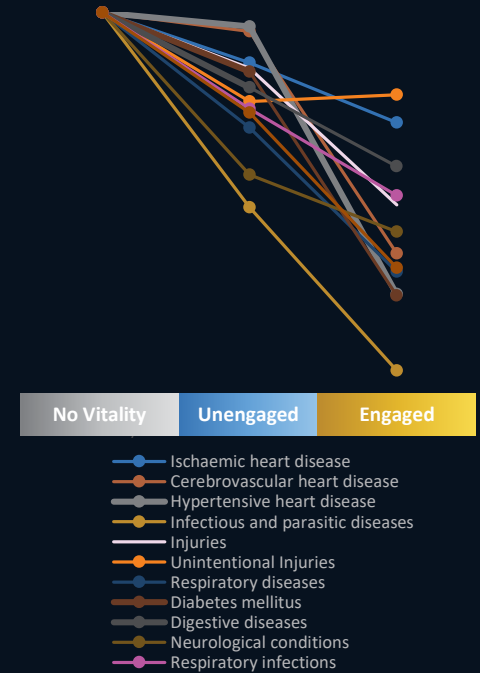 No Vitality Unengaged Engaged
Ischaemic heart disease
Cerebrovascular heart disease
Hypertensive heart disease
Infectious and parasitic diseases
Injuries
Unintentional Injuries
Respiratory diseases
Diabetes mellitus
Digestive diseases
Neurological conditions
Respiratory infections